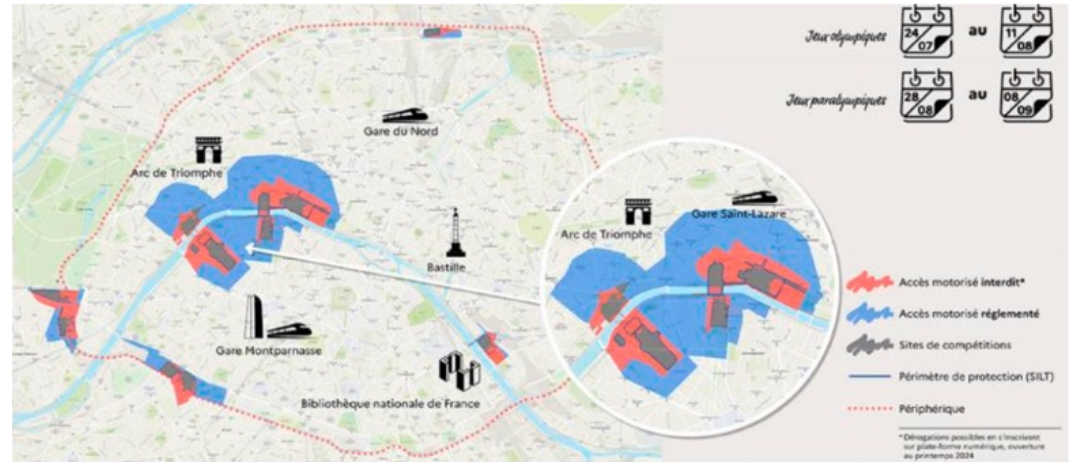 Jeux olympiques
24
07
au
11
08
Jeux paralympiques
28
08
au
08
09
Gare du Nord
Arc de Triomphe
Bastille
Gare Montparnasse
Bibliothèque nationale de France
Gare Saint-Lazare
Arc de Triomphe
Accès motorisé interdit*
Accès motorisé réglementé
Sites de compétitions
Périmètre de protection (SILT)
Périphérique
* Dérogations possibles en s'inscrivant
sur plate-forme numérique, ouverture
au printemps 2024